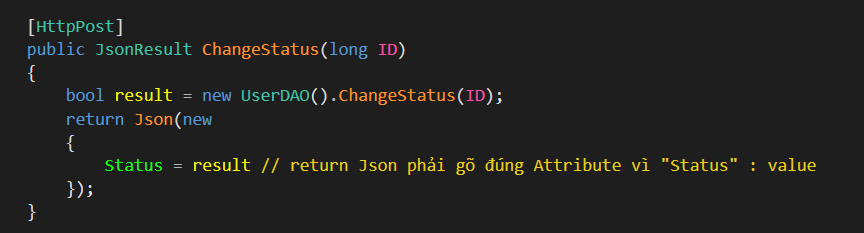 [HttpPost]
public JsonResult ChangeStatus(long ID)
{
    bool result = new UserDAO().ChangeStatus(ID);
    return Json(new
    {
        Status = result // return Json phải gõ đúng Attribute vì "Status" : value
    });
}